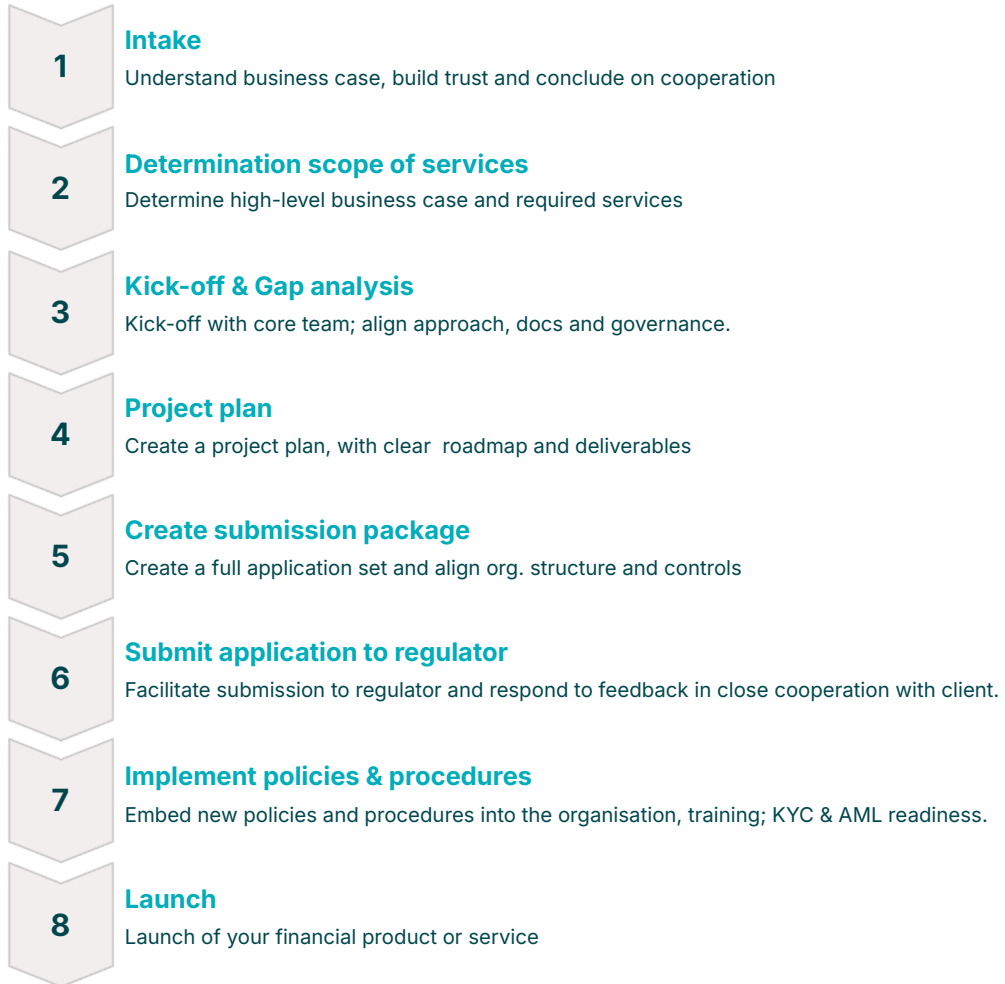 1
Intake
Understand business case, build trust and conclude on cooperation
2
Determination scope of services
Determine high-level business case and required services
3
Kick-off & Gap analysis
Kick-off with core team; align approach, docs and governance.
4
Project plan
Create a project plan, with clear  roadmap and deliverables
5
Create submission package
Create a full application set and align org. structure and controls
6
Submit application to regulator
Facilitate submission to regulator and respond to feedback in close cooperation with client.
7
Implement policies & procedures
Embed new policies and procedures into the organisation, training; KYC & AML readiness.
8
Launch
Launch of your financial product or service